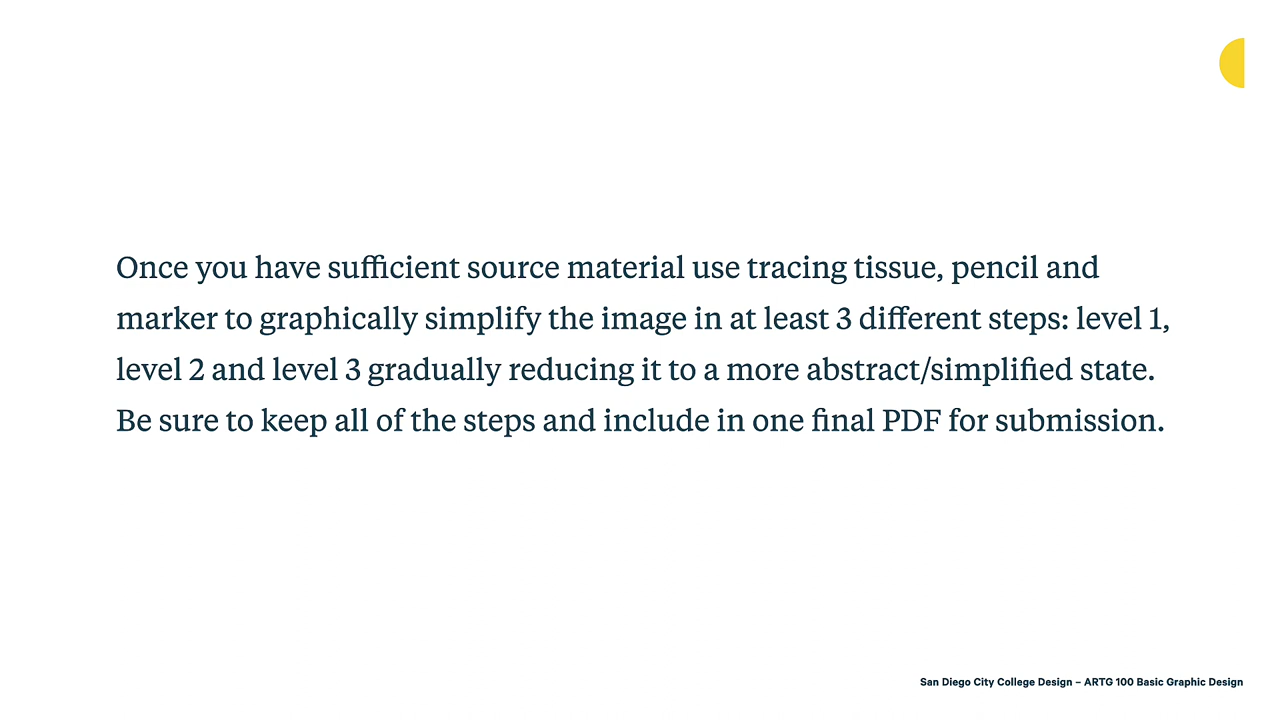 Once you have sufficient source material use tracing tissue, pencil and
marker to graphically simplify the image in at least 3 different steps: level 1,
level 2 and level 3 gradually reducing it to a more abstract/simplified state.
Be sure to keep all of the steps and include in one final PDF for submission.
San Diego City College Design – ARTG 100 Basic Graphic Design